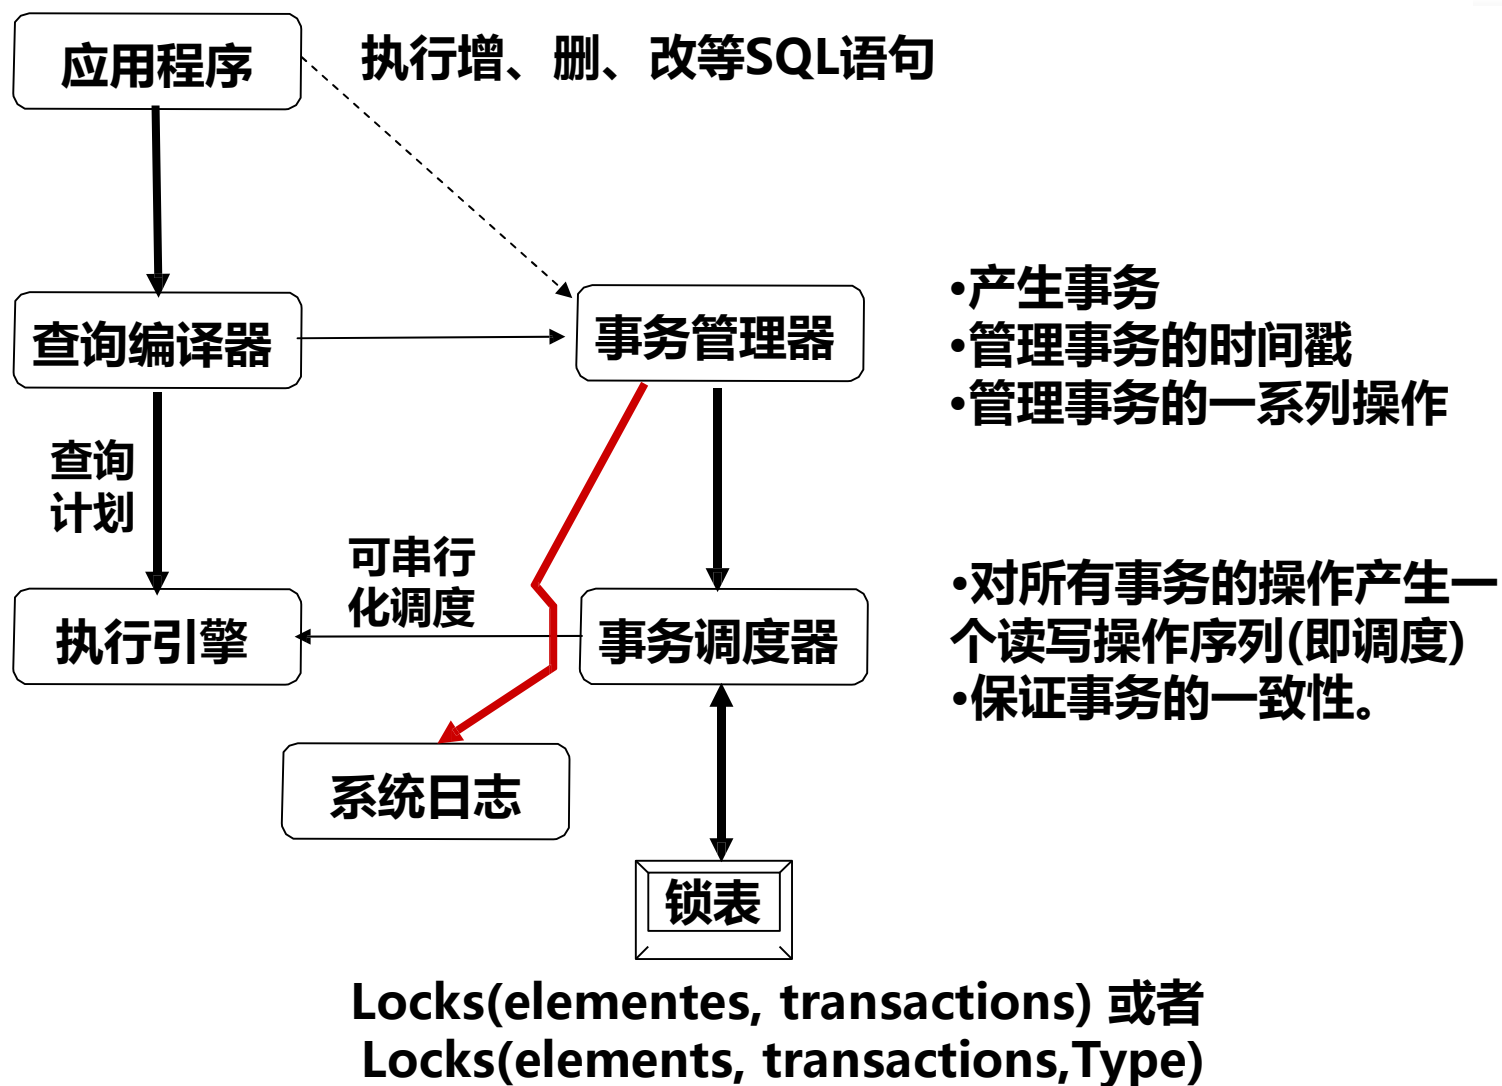 应用程序
执行增、删、改等SQL语句
查询编译器
事务管理器
•产生事务
•管理事务的时间戳
•管理事务的一系列操作
查询
计划
可串行
化调度
执行引擎
事务调度器
•对所有事务的操作产生一
个读写操作序列(即调度)
•保证事务的一致性。
系统日志
锁表
Locks(elementes, transactions) 或者
Locks(elements, transactions,Type)